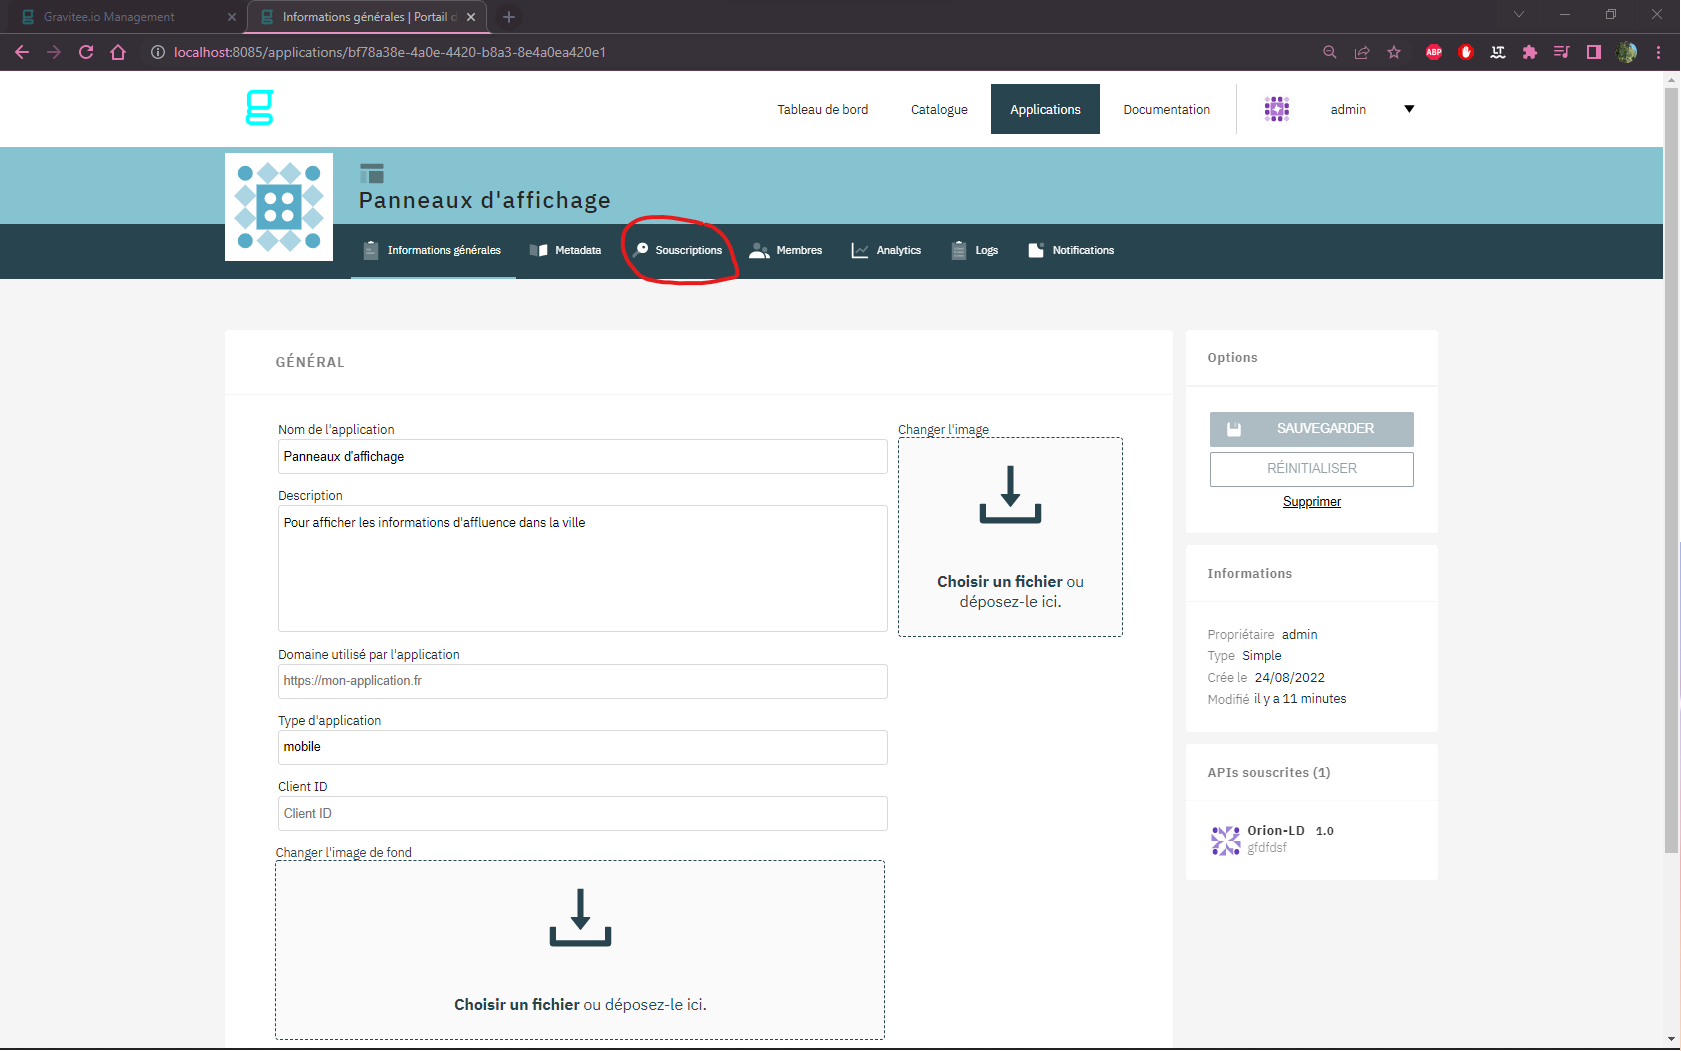 Gravitee.io Management
Informations générales | Portail d
localhost:8085/applications/bf78a38e-4a0e-4420-b8a3-8e4a0ea420e1
ABP
LT
g
Tableau de bord
Catalogue
Applications
Documentation
admin
Panneaux d'affichage
Informations générales
Metadata
Souscriptions
Membres
Analytics
Logs
Notifications
GÉNÉRAL
Nom de l'application
Panneaux d'affichage
Description
Pour afficher les informations d'affluence dans la ville
Domaine utilisé par l'application
https://mon-application.fr
Type d'application
mobile
Client ID
Client ID
Changer l'image de fond
Choisir un fichier ou déposez-le ici.
Changer l'image
Choisir un fichier ou
déposez-le ici.
Options
SAUVEGARDER
RÉINITIALISER
Supprimer
Informations
Propriétaire admin
Type Simple
Crée le 24/08/2022
Modifié il y a 11 minutes
APIs souscrites (1)
Orion-LD 1.0
gfdfdsf